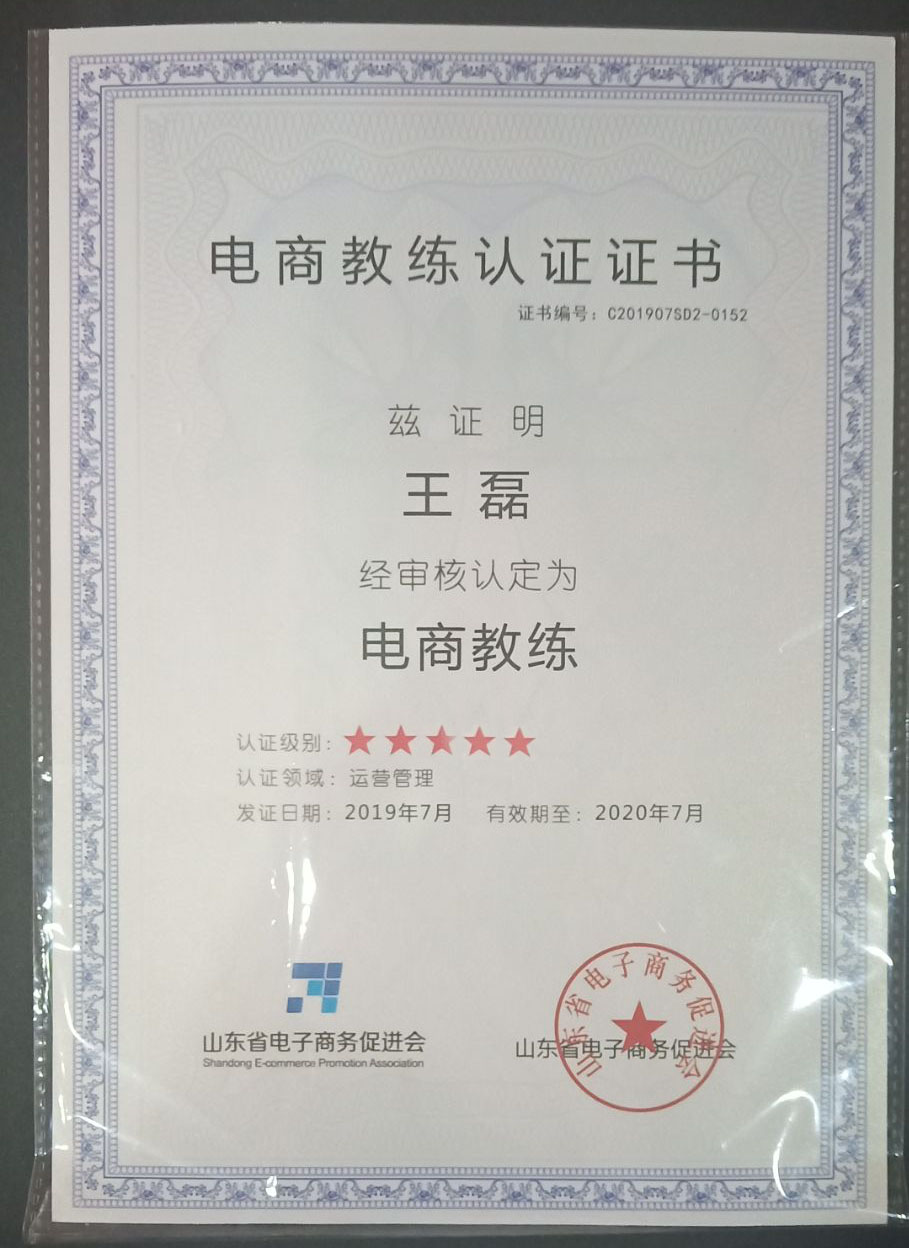 电商教练认证证书
证书编号：C201907SD2-0152
兹证明
王磊
经审核认定为
电商教练
认证级别：★★★★★
认证领域：运营管理
发证日期：2019年7月 有效期至：2020年7月
山东省电子商务促进会
Shandong E-commerce Promotion Association
山东省电子商务促进会
山东省电子商务促进会